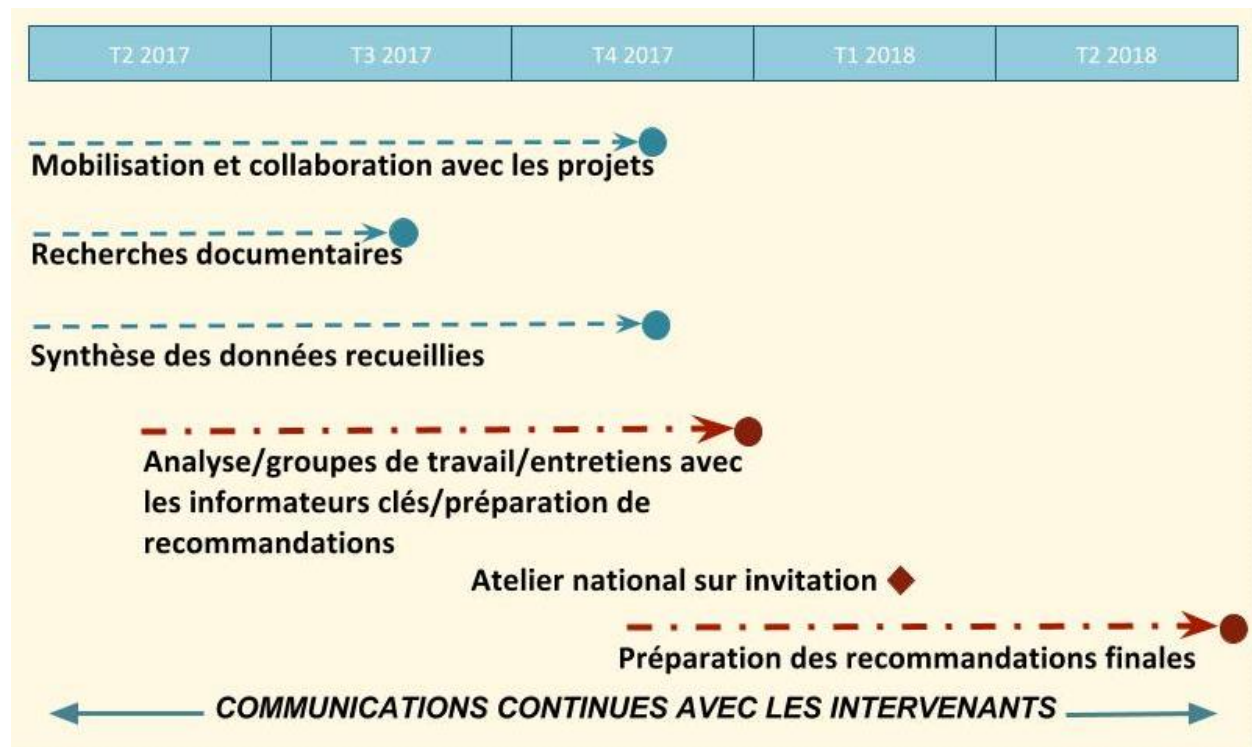 T2 2017 T3 2017 T4 2017 T1 2018 T2 2018
Mobilisation et collaboration avec les projets
Recherches documentaires
Synthèse des données recueillies
Analyse/groupes de travail/entretiens avec
les informateurs clés/préparation de
recommandations
Atelier national sur invitation
Préparation des recommandations finales
COMMUNICATIONS CONTINUES AVEC LES INTERVENANTS